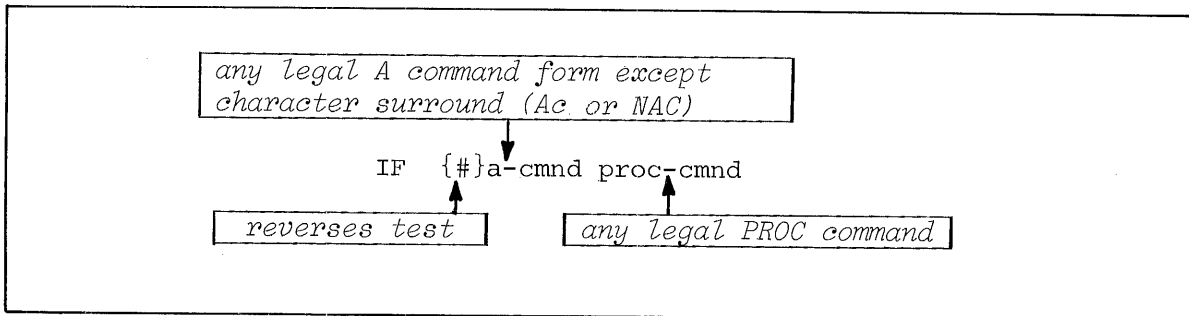 any legal A command form except
character surround (Ac or NAC)
IF {#}a-cmnd proc-cmnd
reverses test
any legal PROC command